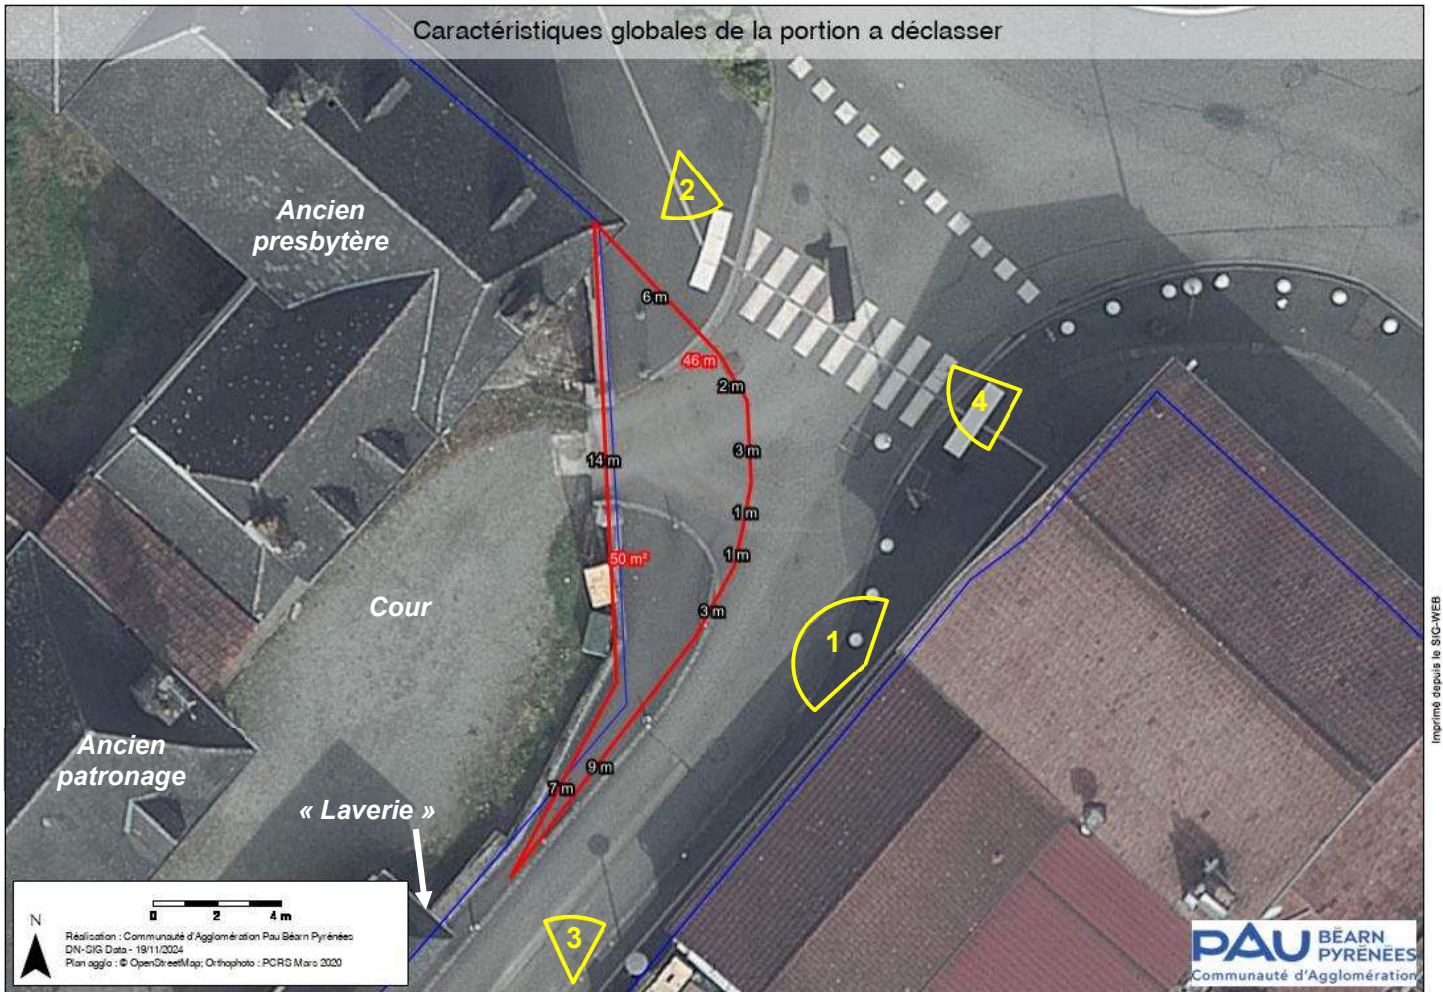 Caractéristiques globales de la portion a déclasser
2
Ancien
presbytère
6 m
46 m
2 m
4
3 m
14 m
1 m
50 m²
1 m
Cour
3 m
1
Imprimé depuis le SIG-WEB
Ancien
patronage
9 m
7 m
« Laverie »
3
0 2 4 m
N
Réalisation : Communauté d'Agglomération Pau Béarn Pyrénées
DN-SIG Data - 19/11/2024
Plan agglo : © OpenStreetMap; Orthophoto : PCRS Mars 2020
PAU BÉARN
PYRÉNÉES
Communauté d'Agglomération